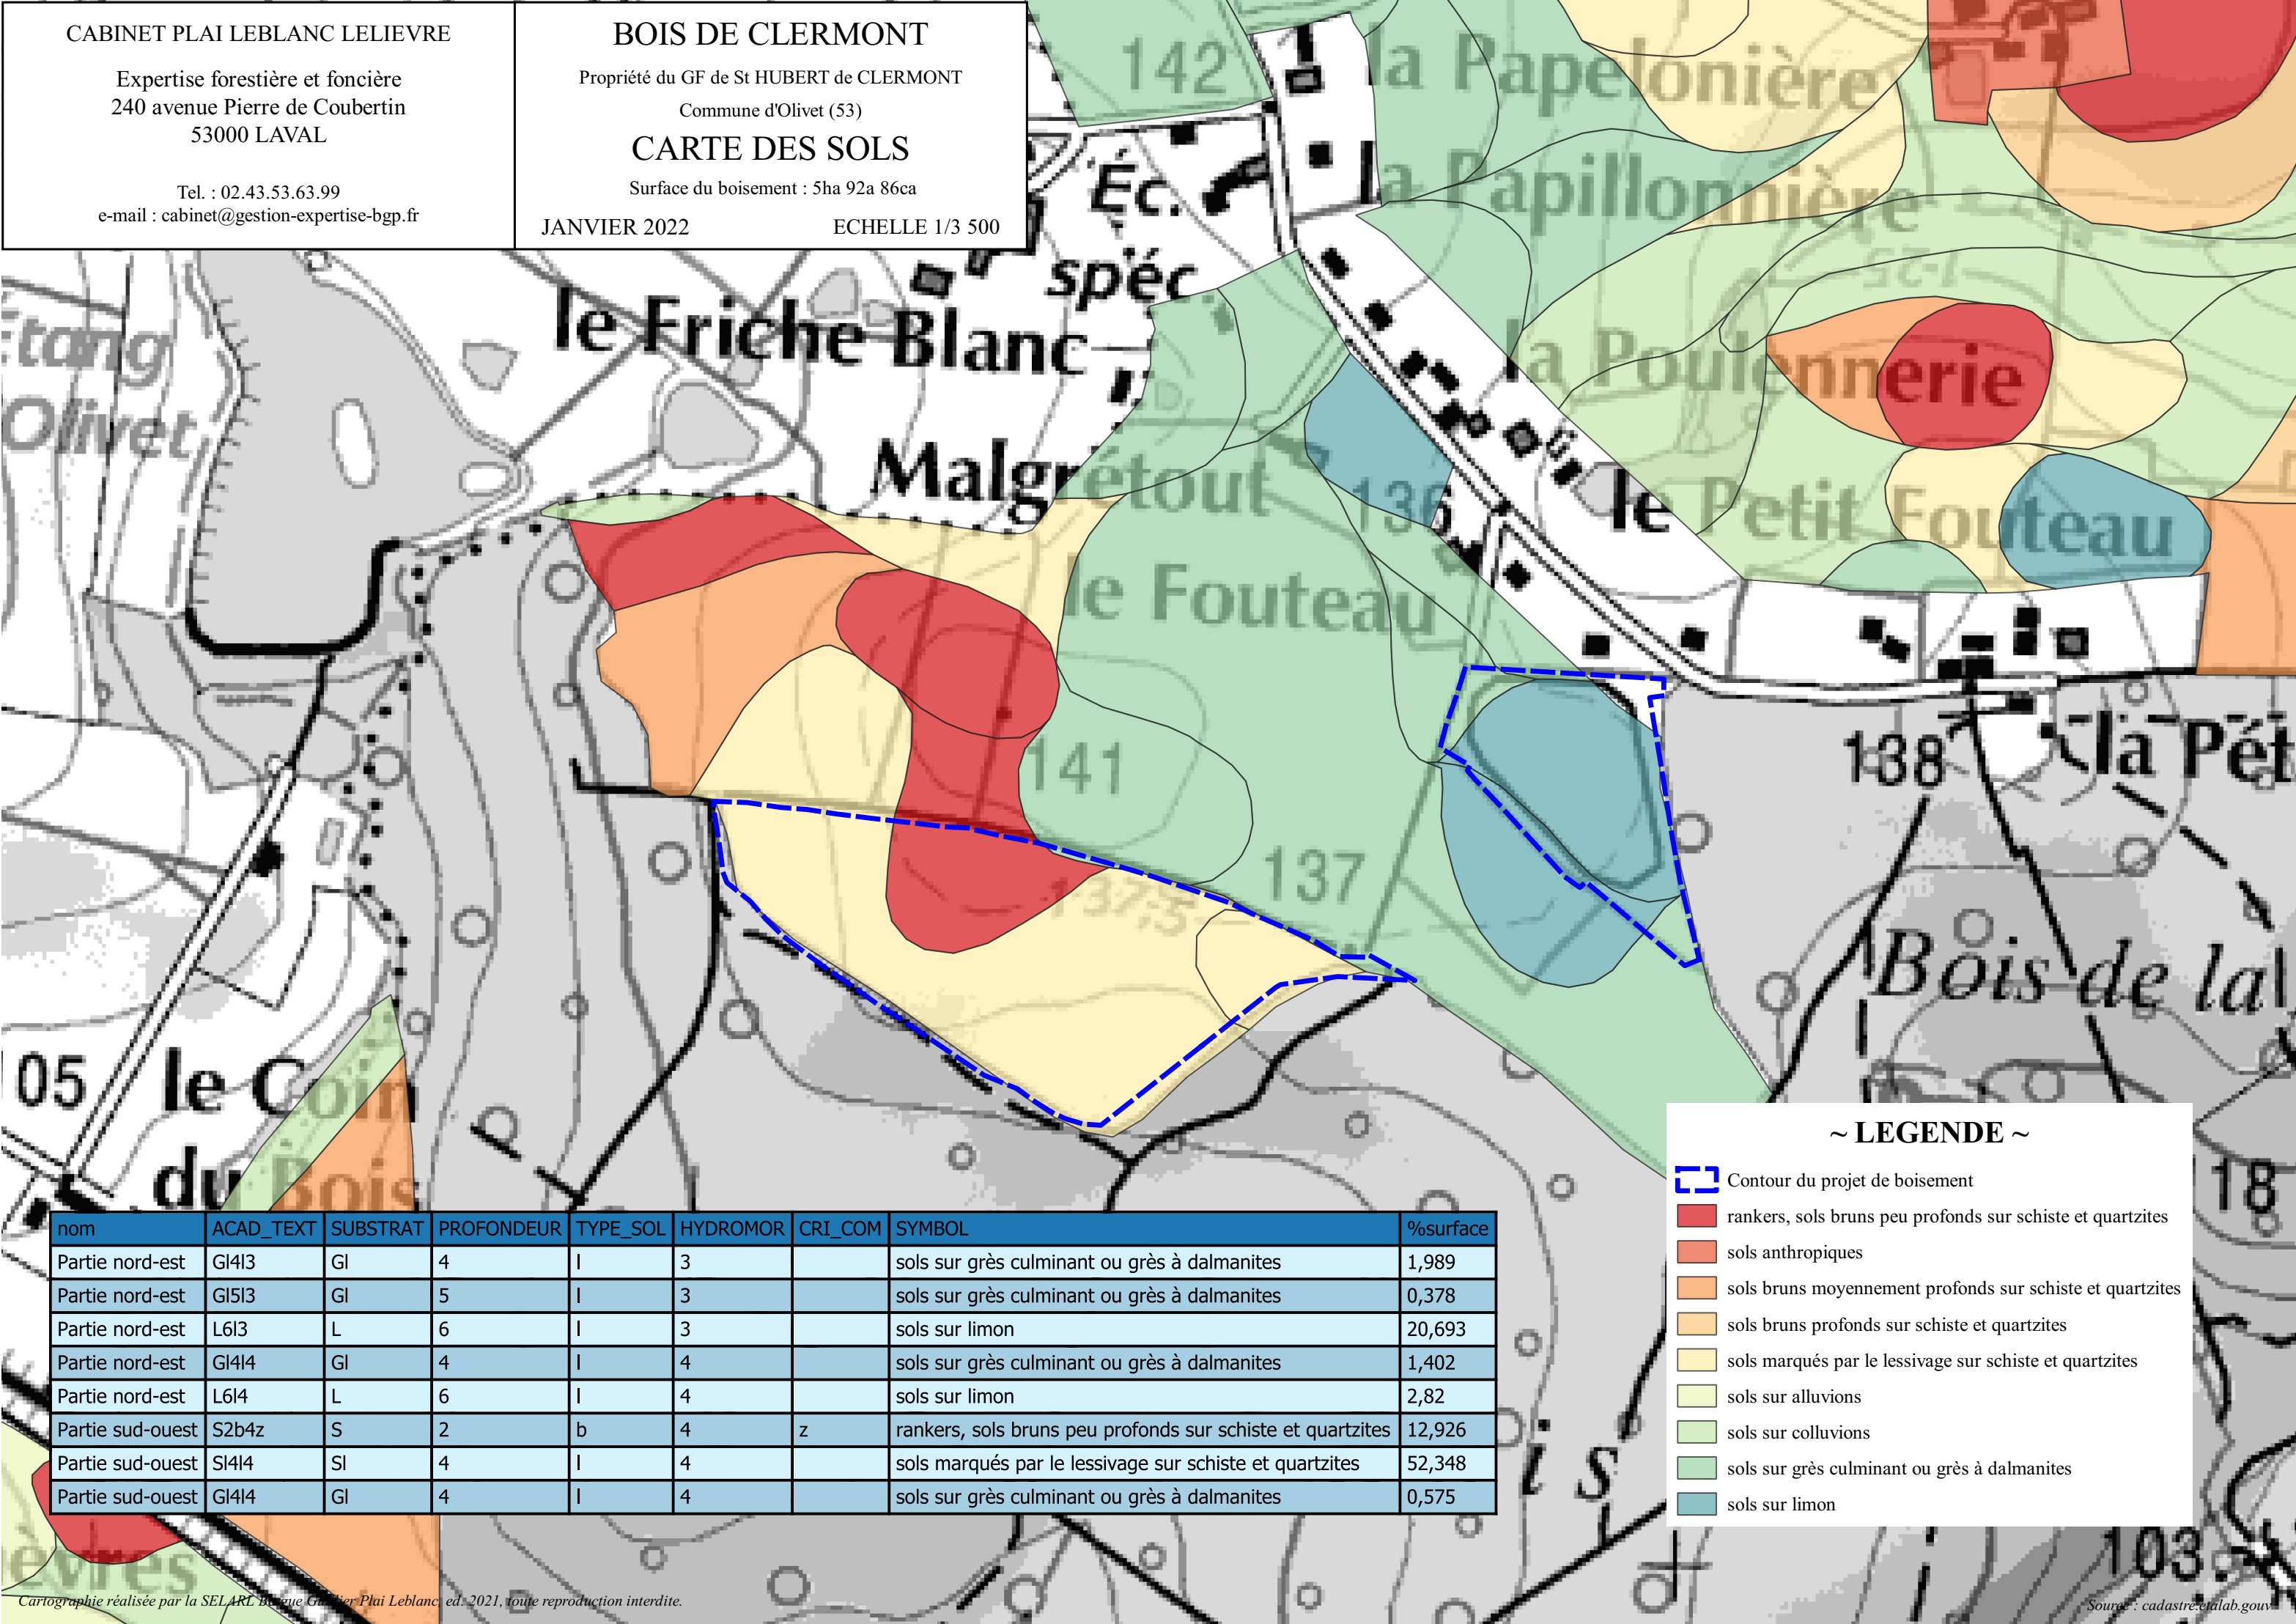 CABINET PLAI LEBLANC LELIEVRE
Expertise forestière et foncière
240 avenue Pierre de Coubertin
53000 LAVAL
Tel. : 02.43.53.63.99
e-mail : cabinet@gestion-expertise-bgp.fr
BOIS DE CLERMONT
Propriété du GF de St HUBERT de CLERMONT
Commune d'Olivet (53)
CARTE DES SOLS
Surface du boisement : 5ha 92a 86ca
JANVIER 2022 ECHELLE 1/3 500
142
la Papelonière
la Papillonnière
Éc.
spéc.
Etang
Olivet
le Friche Blanc
la Poulennerie
Malgrétout
136
le Petit Fouteau
le Fouteau
141
137
137,5
138
la Pét
Bois de la
05
le Coin
du Bois
18
is
103
èvres
~ LEGENDE ~
Contour du projet de boisement
rankers, sols bruns peu profonds sur schiste et quartzites
sols anthropiques
sols bruns moyennement profonds sur schiste et quartzites
sols bruns profonds sur schiste et quartzites
sols marqués par le lessivage sur schiste et quartzites
sols sur alluvions
sols sur colluvions
sols sur grès culminant ou grès à dalmanites
sols sur limon
nom ACAD_TEXT SUBSTRAT PROFONDEUR TYPE_SOL HYDROMOR CRI_COM SYMBOL %surface
Partie nord-est Gl4l3 Gl 4 l 3 sols sur grès culminant ou grès à dalmanites 1,989
Partie nord-est Gl5l3 Gl 5 l 3 sols sur grès culminant ou grès à dalmanites 0,378
Partie nord-est L6l3 L 6 l 3 sols sur limon 20,693
Partie nord-est Gl4l4 Gl 4 l 4 sols sur grès culminant ou grès à dalmanites 1,402
Partie nord-est L6l4 L 6 l 4 sols sur limon 2,82
Partie sud-ouest S2b4z S 2 b 4 z rankers, sols bruns peu profonds sur schiste et quartzites 12,926
Partie sud-ouest Sl4l4 Sl 4 l 4 sols marqués par le lessivage sur schiste et quartzites 52,348
Partie sud-ouest Gl4l4 Gl 4 l 4 sols sur grès culminant ou grès à dalmanites 0,575
Cartographie réalisée par la SELARL Plai Leblanc, ed. 2021, toute reproduction interdite.
Source : cadastre.etalab.gouv